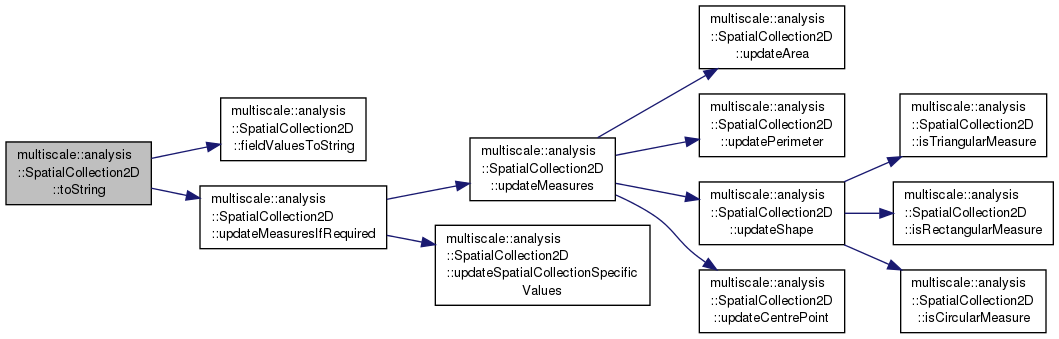 multiscale::analysis
::SpatialCollection2D
::toString
multiscale::analysis
::SpatialCollection2D
::fieldValuesToString
multiscale::analysis
::SpatialCollection2D
::updateMeasuresIfRequired
multiscale::analysis
::SpatialCollection2D
::updateMeasures
multiscale::analysis
::SpatialCollection2D
::updateSpatialCollectionSpecific
Values
multiscale::analysis
::SpatialCollection2D
::updateArea
multiscale::analysis
::SpatialCollection2D
::updatePerimeter
multiscale::analysis
::SpatialCollection2D
::updateShape
multiscale::analysis
::SpatialCollection2D
::updateCentrePoint
multiscale::analysis
::SpatialCollection2D
::isTriangularMeasure
multiscale::analysis
::SpatialCollection2D
::isRectangularMeasure
multiscale::analysis
::SpatialCollection2D
::isCircularMeasure